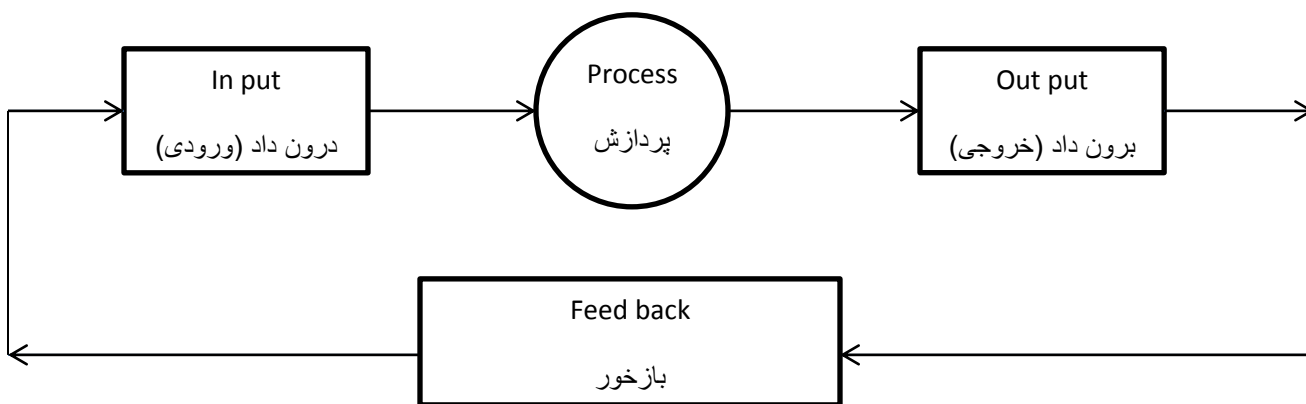 In put
درون داد (ورودی)
Process
پردازش
Out put
برون داد (خروجی)
Feed back
بازخور